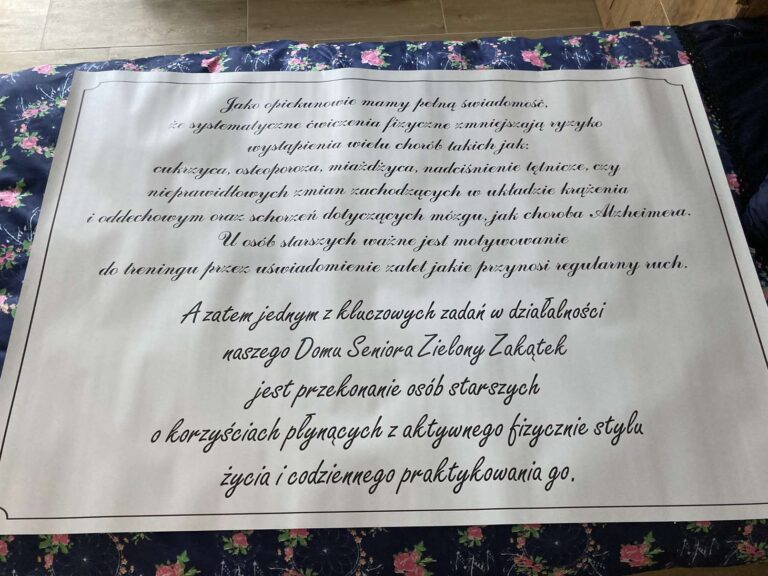 Jako opiekunowie mamy pełną świadomość,
że systematyczne ćwiczenia fizyczne zmniejszają ryzyko
wystąpienia wielu chorób takich jak:
cukrzyca, osteoporoza, miażdżyca, nadciśnienie tętnicze, czy
nieprawidłowych zmian zachodzących w układzie krążenia
i oddechowym oraz schorzeń dotyczących mózgu, jak choroba Alzheimera.
U osób starszych ważne jest motywowanie
do treningu przez uświadomienie zalet jakie przynosi regularny ruch.
A zatem jednym z kluczowych zadań w działalności
naszego Domu Seniora Zielony Zakątek
jest przekonanie osób starszych
o korzyściach płynących z aktywnego fizycznie stylu
życia i codziennego praktykowania go.